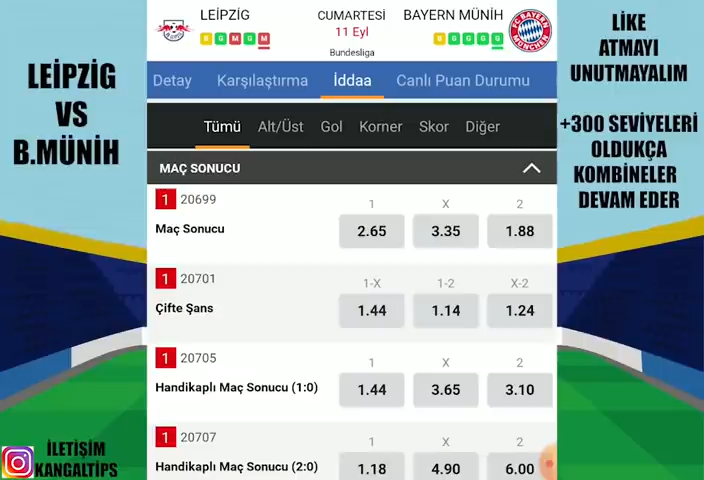 LEİPZİG
VS
B.MÜNİH
LEİPZİG
B G M G M
CUMARTESİ
11 Eyl
Bundesliga
BAYERN MÜNİH
B G G G G
FC BAYERN
MÜNCHEN
LİKE
ATMAYI
UNUTMAYALIM
+300 SEVİYELERİ
OLDUKÇA
KOMBİNELER
DEVAM EDER
Detay Karşılaştırma İddaa Canlı Puan Durumu
Tümü Alt/Üst Gol Korner Skor Diğer
MAÇ SONUCU
1 20699 1 X 2
Maç Sonucu 2.65 3.35 1.88
1 20701 1-X 1-2 X-2
Çifte Şans 1.44 1.14 1.24
1 20705 1 X 2
Handikaplı Maç Sonucu (1:0) 1.44 3.65 3.10
1 20707 1 X 2
Handikaplı Maç Sonucu (2:0) 1.18 4.90 6.00
İLETİŞİM
KANGALTİPS